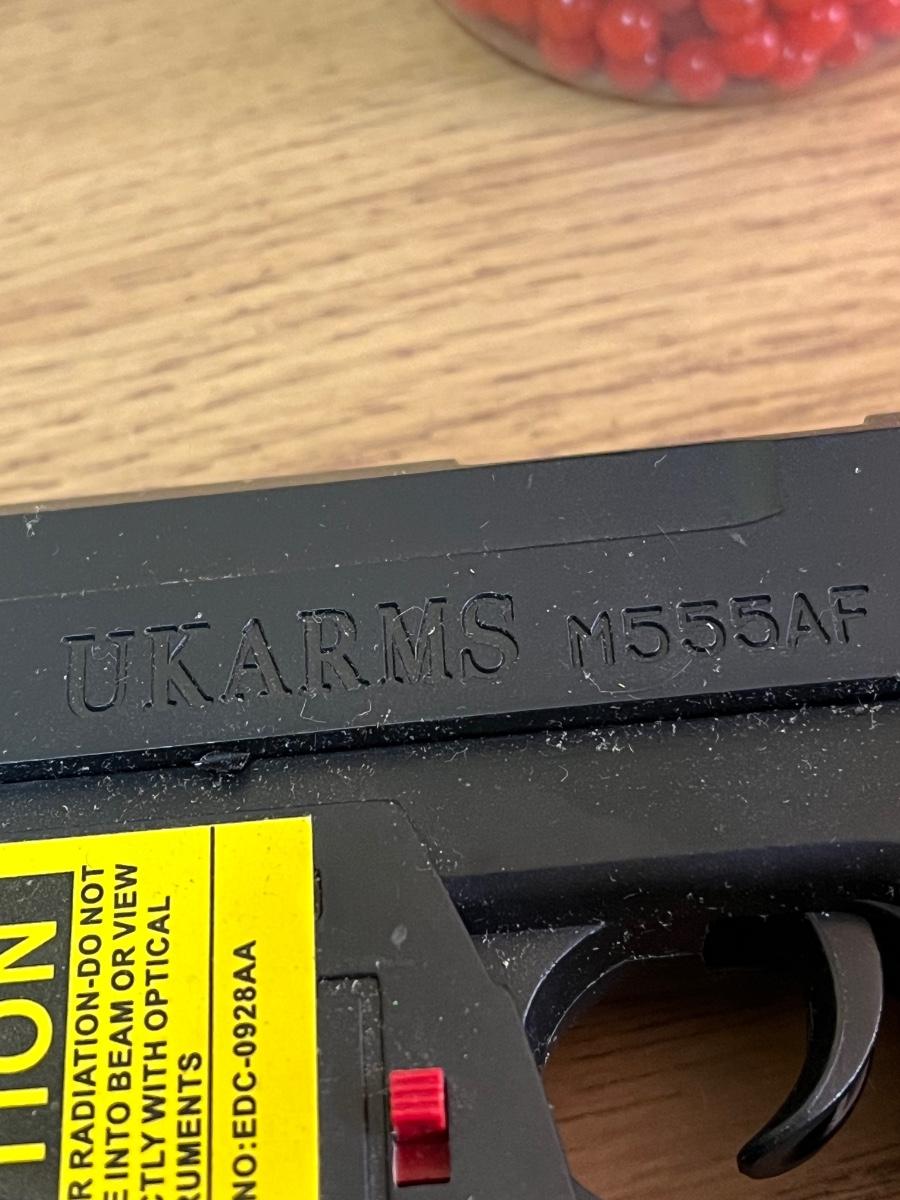 UKARMS M555AF
TION
R RADIATION-DO NOT
E INTO BEAM OR VIEW
CTLY WITH OPTICAL
RUMENTS
NO:EDC-0928AA